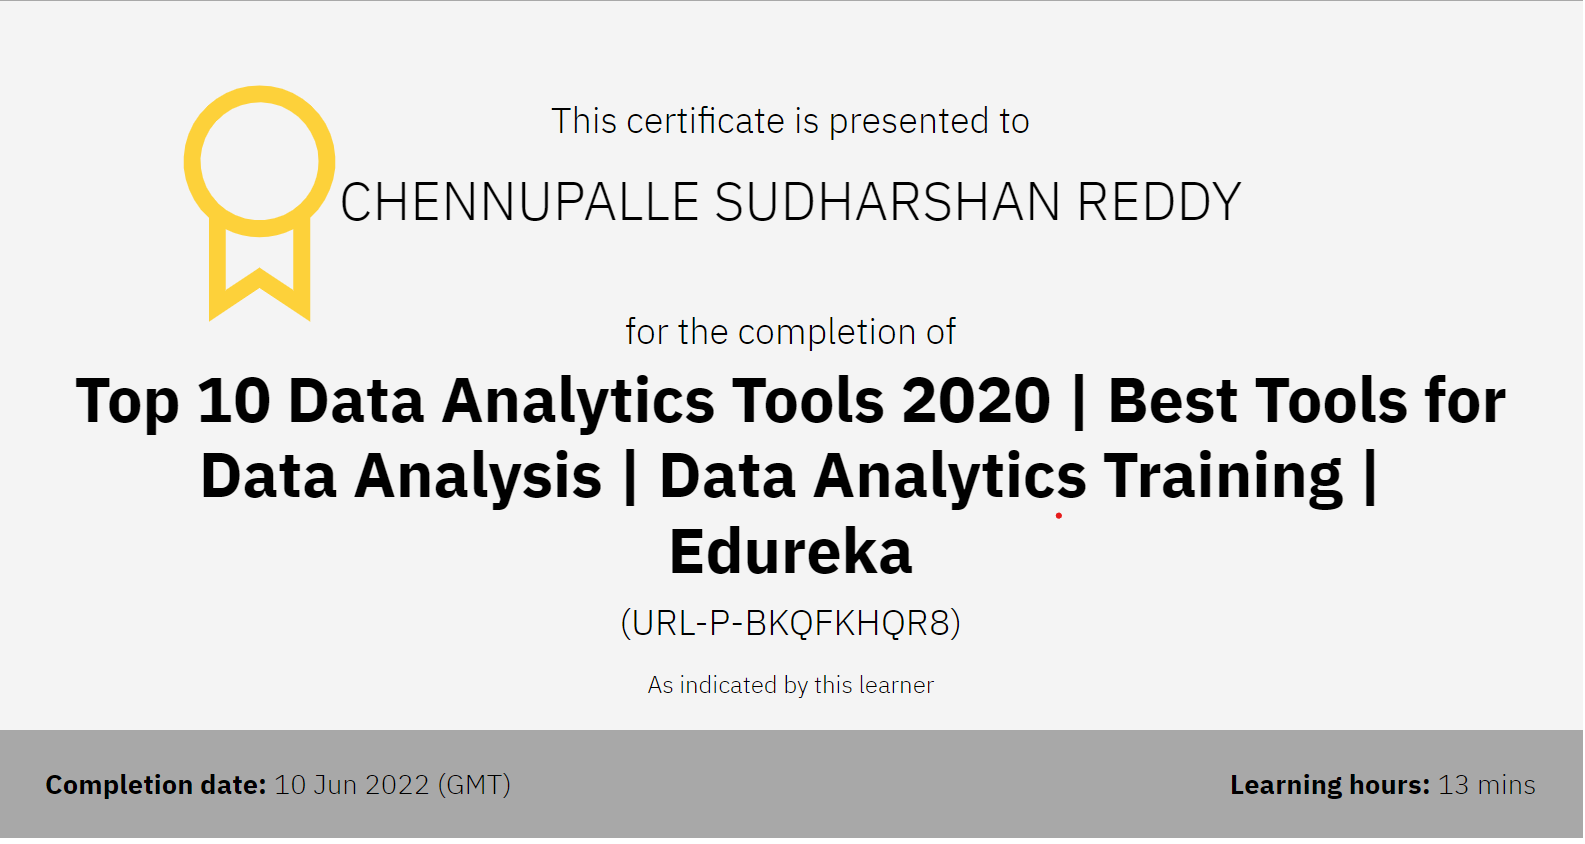 This certificate is presented to
CHENNUPALLE SUDHARSHAN REDDY
for the completion of
Top 10 Data Analytics Tools 2020 | Best Tools for
Data Analysis | Data Analytics Training |
Edureka
(URL-P-BKQFKHQR8)
As indicated by this learner
Completion date: 10 Jun 2022 (GMT)
Learning hours: 13 mins